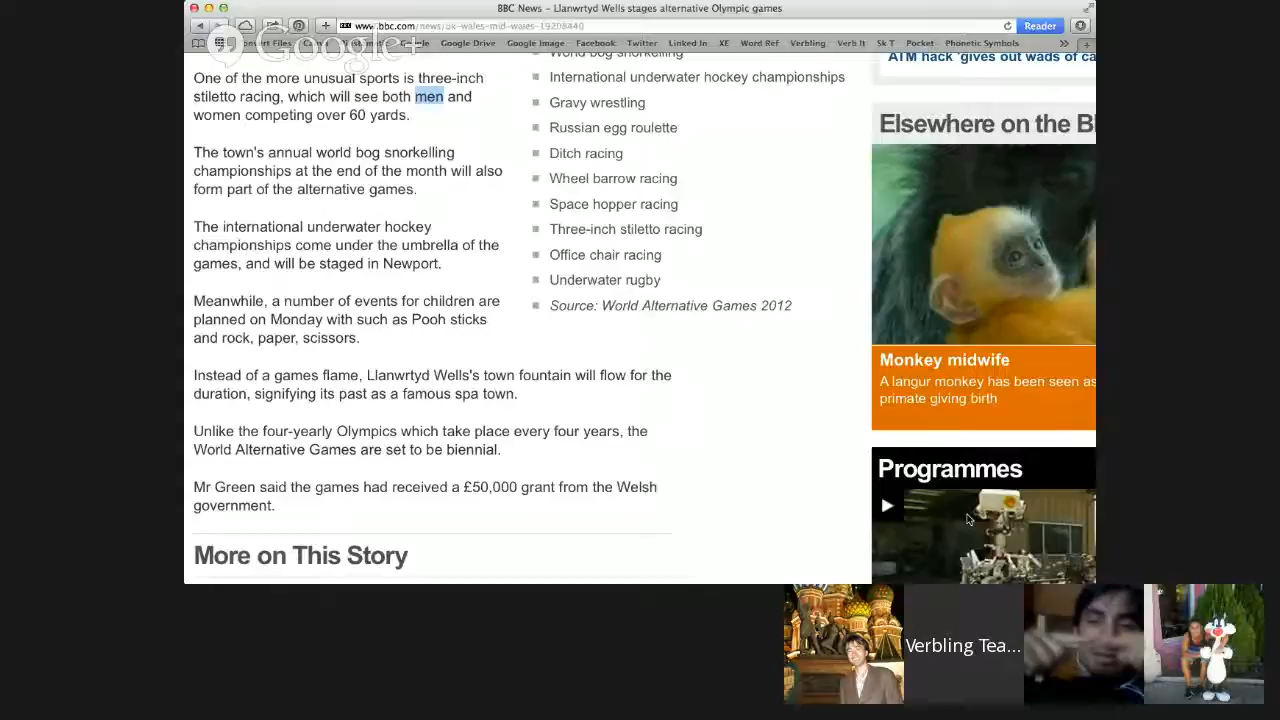 BBC News – Llanwrtyd Wells stages alternative Olympic games
www.bbc.com/news/uk-wales-mid-wales-19208440
Reader
Google+
Convert Files
Google
Google Drive
Google Image
Facebook
Twitter
Linked In
XE
Word Ref
Verbling
Verb It
Sk T
Pocket
Phonetic Symbols
One of the more unusual sports is three-inch
stiletto racing, which will see both men and
women competing over 60 yards.
The town's annual world bog snorkelling
championships at the end of the month will also
form part of the alternative games.
The international underwater hockey
championships come under the umbrella of the
games, and will be staged in Newport.
Meanwhile, a number of events for children are
planned on Monday with such as Pooh sticks
and rock, paper, scissors.
Instead of a games flame, Llanwrtyd Wells's town fountain will flow for the
duration, signifying its past as a famous spa town.
Unlike the four-yearly Olympics which take place every four years, the
World Alternative Games are set to be biennial.
Mr Green said the games had received a £50,000 grant from the Welsh
government.
More on This Story
World bog snorkelling
International underwater hockey championships
Gravy wrestling
Russian egg roulette
Ditch racing
Wheel barrow racing
Space hopper racing
Three-inch stiletto racing
Office chair racing
Underwater rugby
Source: World Alternative Games 2012
ATM hack 'gives out wads of ca
Elsewhere on the B
Monkey midwife
A langur monkey has been seen as
primate giving birth
Programmes
Verbling Tea...